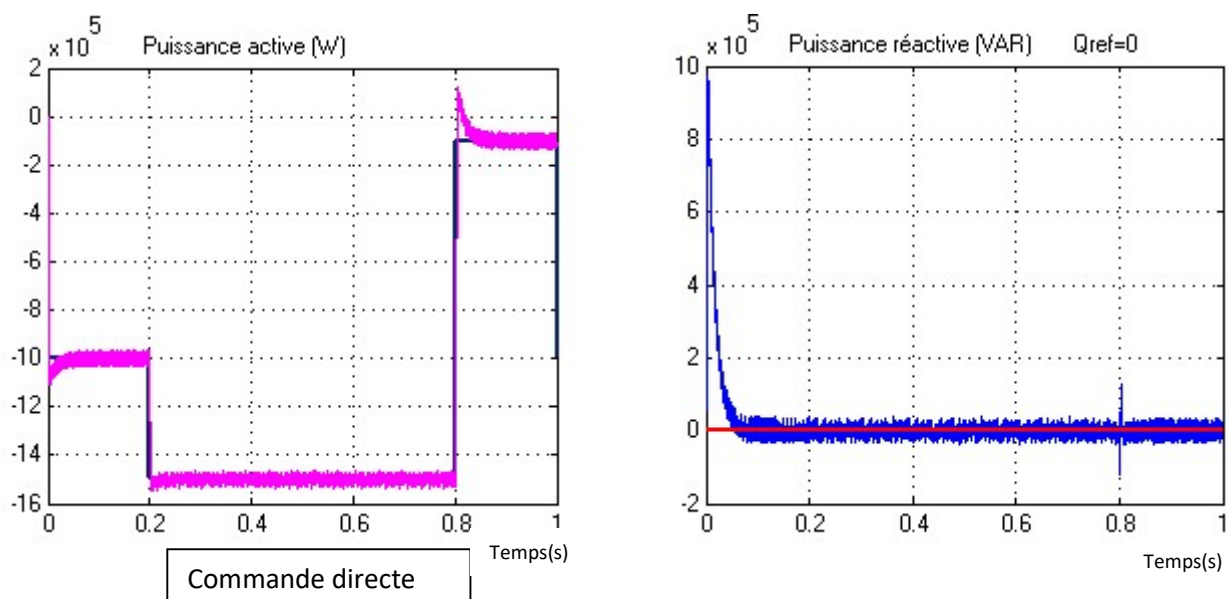 x 10^5 Puissance active (W)
2
0
-2
-4
-6
-8
-10
-12
-14
-16
0 0.2 0.4 0.6 0.8 1
Temps(s)
Commande directe
x 10^5 Puissance réactive (VAR) Qref=0
10
8
6
4
2
0
-2
0 0.2 0.4 0.6 0.8 1
Temps(s)